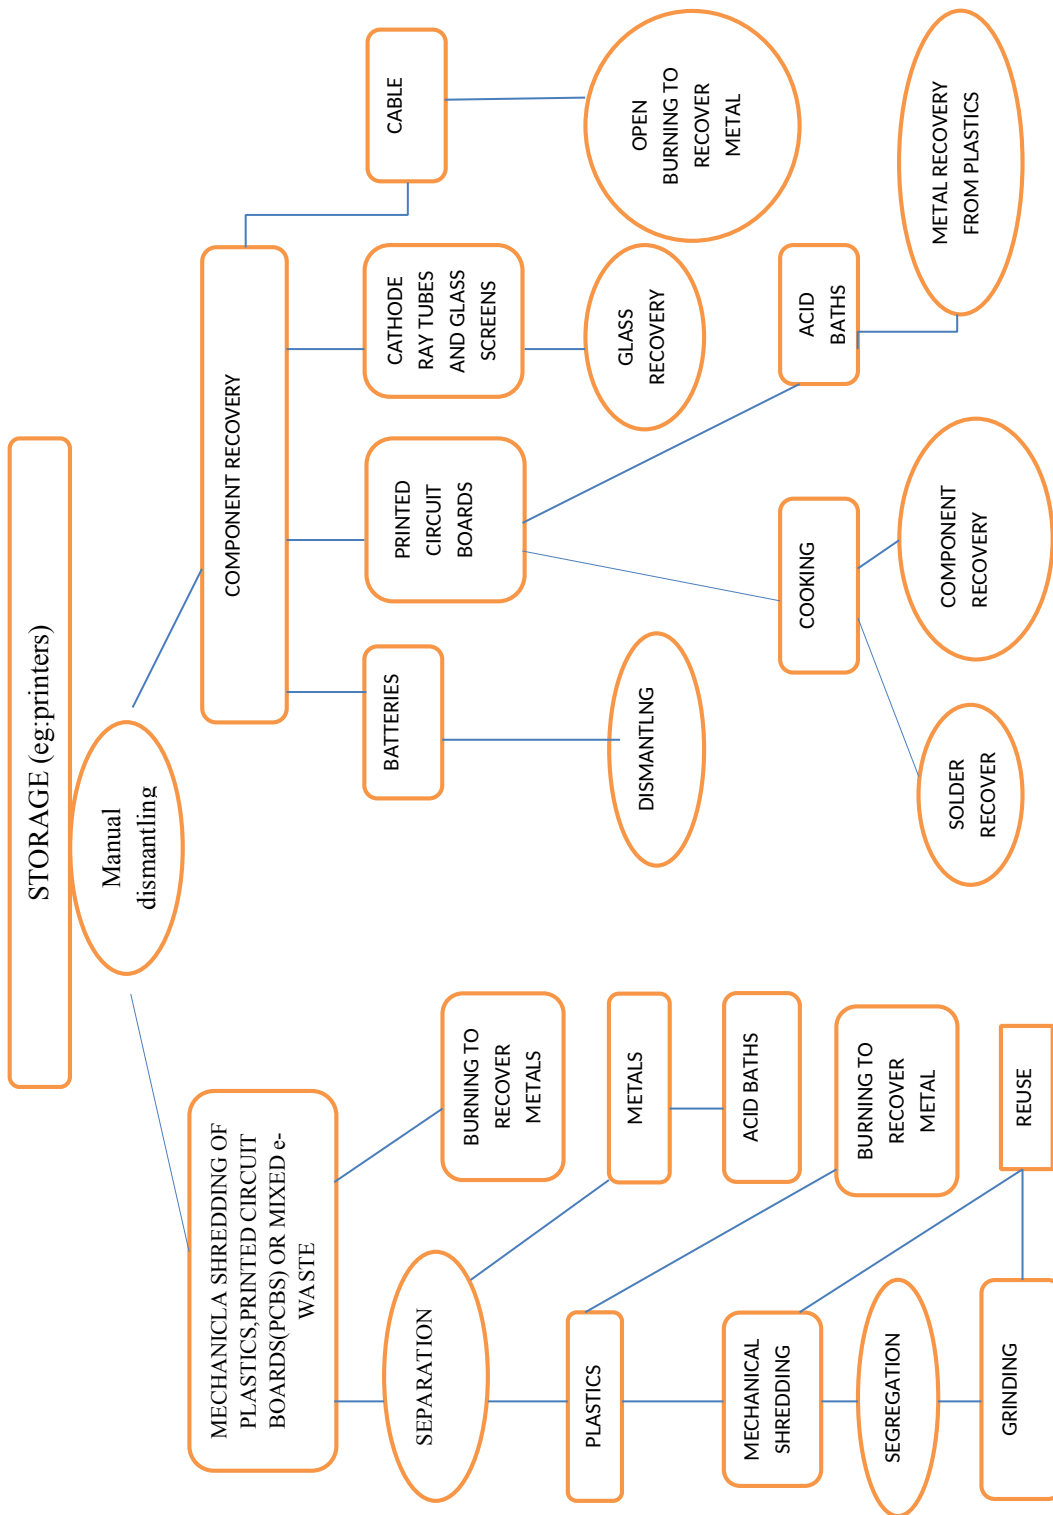 STORAGE (eg:printers)
Manual
dismantling
MECHANICLA SHREDDING OF
PLASTICS,PRINTED CIRCUIT
BOARDS(PCBS) OR MIXED e-
WASTE
COMPONENT RECOVERY
BURNING TO
RECOVER
METALS
BATTERIES
PRINTED
CIRCUIT
BOARDS
CATHODE
RAY TUBES
AND GLASS
SCREENS
CABLE
SEPARATION
METALS
DISMANTLNG
GLASS
RECOVERY
OPEN
BURNING TO
RECOVER
METAL
PLASTICS
ACID BATHS
COOKING
ACID
BATHS
MECHANICAL
SHREDDING
BURNING TO
RECOVER
METAL
SOLDER
RECOVER
COMPONENT
RECOVERY
METAL RECOVERY
FROM PLASTICS
SEGREGATION
GRINDING
REUSE